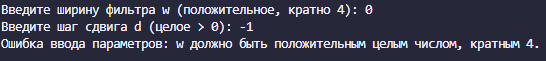 Введите ширину фильтра w (положительное, кратно 4): 0
Введите шаг сдвига d (целое > 0): -1
Ошибка ввода параметров: w должно быть положительным целым числом, кратным 4.